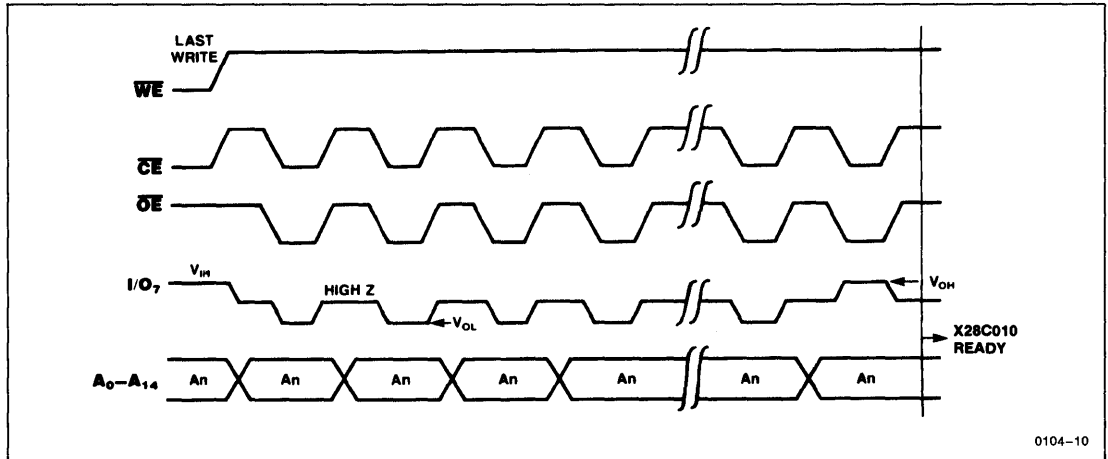 LAST
WRITE
WE
CE
OE
I/O7
VIH
HIGH Z
VOL
VOH
X28C010
READY
A0–A14
An
An
An
An
An
An
An
0104–10